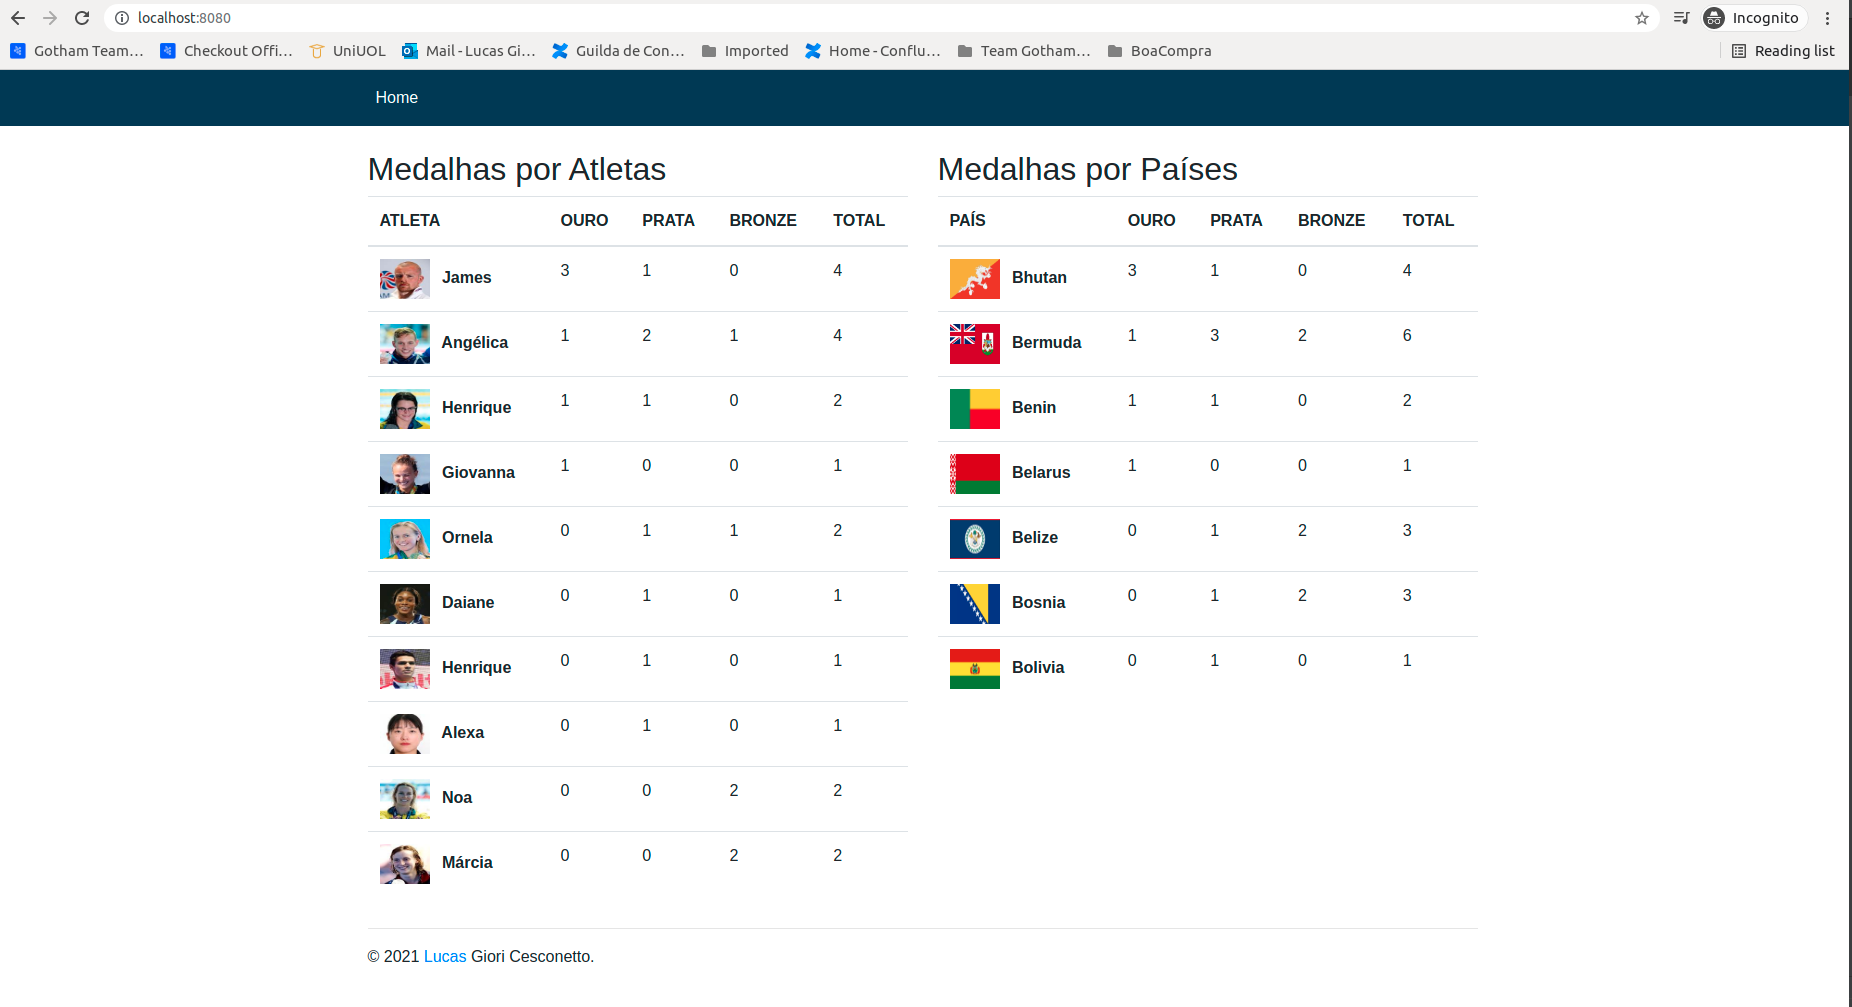 localhost:8080
Incognito
Gotham Team… Checkout Offi… UniUOL Mail - Lucas Gi… Guilda de Con… Imported Home - Conflu… Team Gotham… BoaCompra Reading list
Home
Medalhas por Atletas
ATLETA OURO PRATA BRONZE TOTAL
James 3 1 0 4
Angélica 1 2 1 4
Henrique 1 1 0 2
Giovanna 1 0 0 1
Ornela 0 1 1 2
Daiane 0 1 0 1
Henrique 0 1 0 1
Alexa 0 1 0 1
Noa 0 0 2 2
Márcia 0 0 2 2
Medalhas por Países
PAÍS OURO PRATA BRONZE TOTAL
Bhutan 3 1 0 4
Bermuda 1 3 2 6
Benin 1 1 0 2
Belarus 1 0 0 1
Belize 0 1 2 3
Bosnia 0 1 2 3
Bolivia 0 1 0 1
© 2021 Lucas Giori Cesconetto.